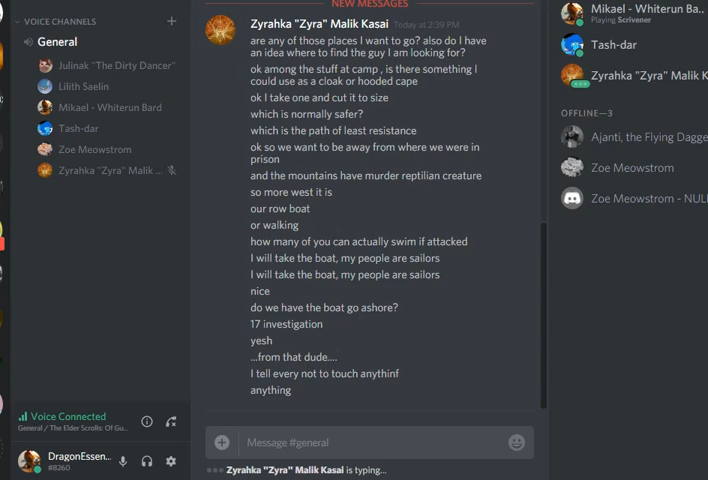 VOICE CHANNELS
General
Julinak "The Dirty Dancer"
Lilith Saelin
Mikael - Whiterun Bard
Tash-dar
Zoe Meowstrom
Zyrahka "Zyra" Malik ...
Voice Connected
General / The Elder Scrolls: Of Gu...
DragonEssen...
#8260
NEW MESSAGES
Zyrahka "Zyra" Malik Kasai Today at 2:39 PM
are any of those places I want to go? also do I have
an idea where to find the guy I am looking for?
ok among the stuff at camp , is there something I
could use as a cloak or hooded cape
ok I take one and cut it to size
which is normally safer?
which is the path of least resistance
ok so we want to be away from where we were in
prison
and the mountains have murder reptilian creature
so more west it is
our row boat
or walking
how many of you can actually swim if attacked
I will take the boat, my people are sailors
I will take the boat, my people are sailors
nice
do we have the boat go ashore?
17 investigation
yesh
...from that dude....
I tell every not to touch anythinf
anything
Message #general
Zyrahka "Zyra" Malik Kasai is typing...
Mikael - Whiterun Ba..
Playing Scrivener
Tash-dar
Zyrahka "Zyra" Malik K
OFFLINE—3
Ajanti, the Flying Dagge
Zoe Meowstrom
Zoe Meowstrom - NUL